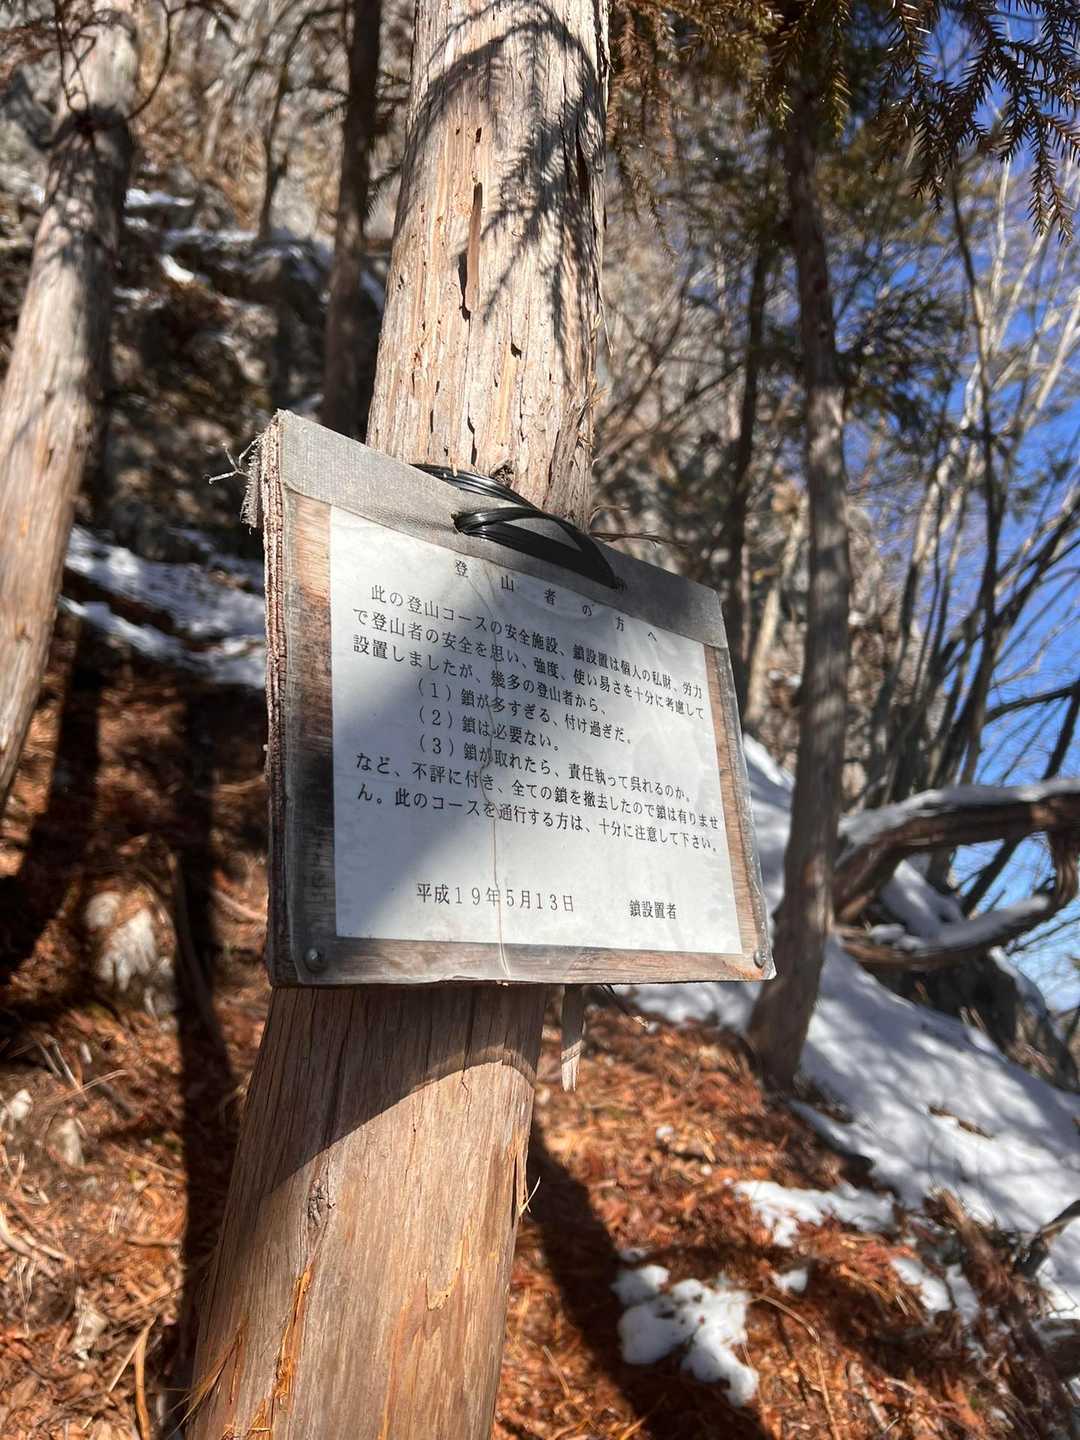 登山者の方へ
此の登山コースの安全施設、鎖設置は個人の私財、労力
で登山者の安全を思い、強度、使い易さを十分に考慮して
設置しましたが、幾多の登山者から、
(1)鎖が多すぎる、付け過ぎだ。
(2)鎖は必要ない。
(3)鎖が取れたら、責任執って呉れるのか。
など、不評に付き、全ての鎖を撤去したので鎖は有りませ
ん。此のコースを通行する方は、十分に注意して下さい。
平成19年5月13日 鎖設置者